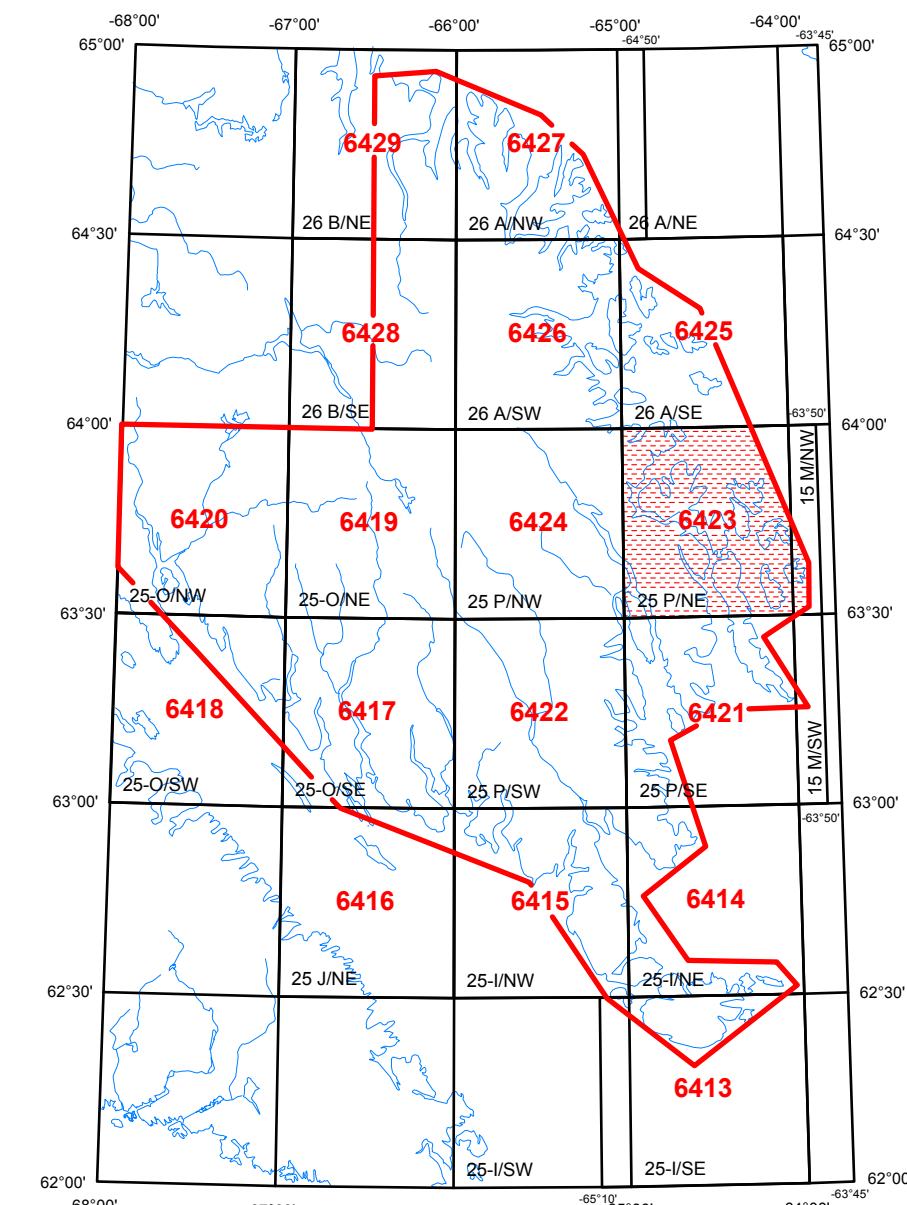 -68°00' -67°00' -66°00' -65°00' -64°00'
-64°50' -63°45'
65°00' 65°00'
6429 6427
26 B/NE 26 A/NW 26 A/NE
64°30' 64°30'
6428 6426 6425
26 B/SE 26 A/SW 26 A/SE
-63°50'
64°00' 64°00'
15 M/NW
6420 6419 6424 6423
25-O/NW 25-O/NE 25 P/NW 25 P/NE
63°30' 63°30'
6418 6417 6422 6421
15 M/SW
25-O/SW 25-O/SE 25 P/SW 25 P/SE
63°00' 63°00'
-63°50'
6416 6415 6414
25 J/NE 25-I/NW 25-I/NE
62°30' 62°30'
6413
25-I/SW 25-I/SE
62°00' 62°00'
-65°10' -63°45'